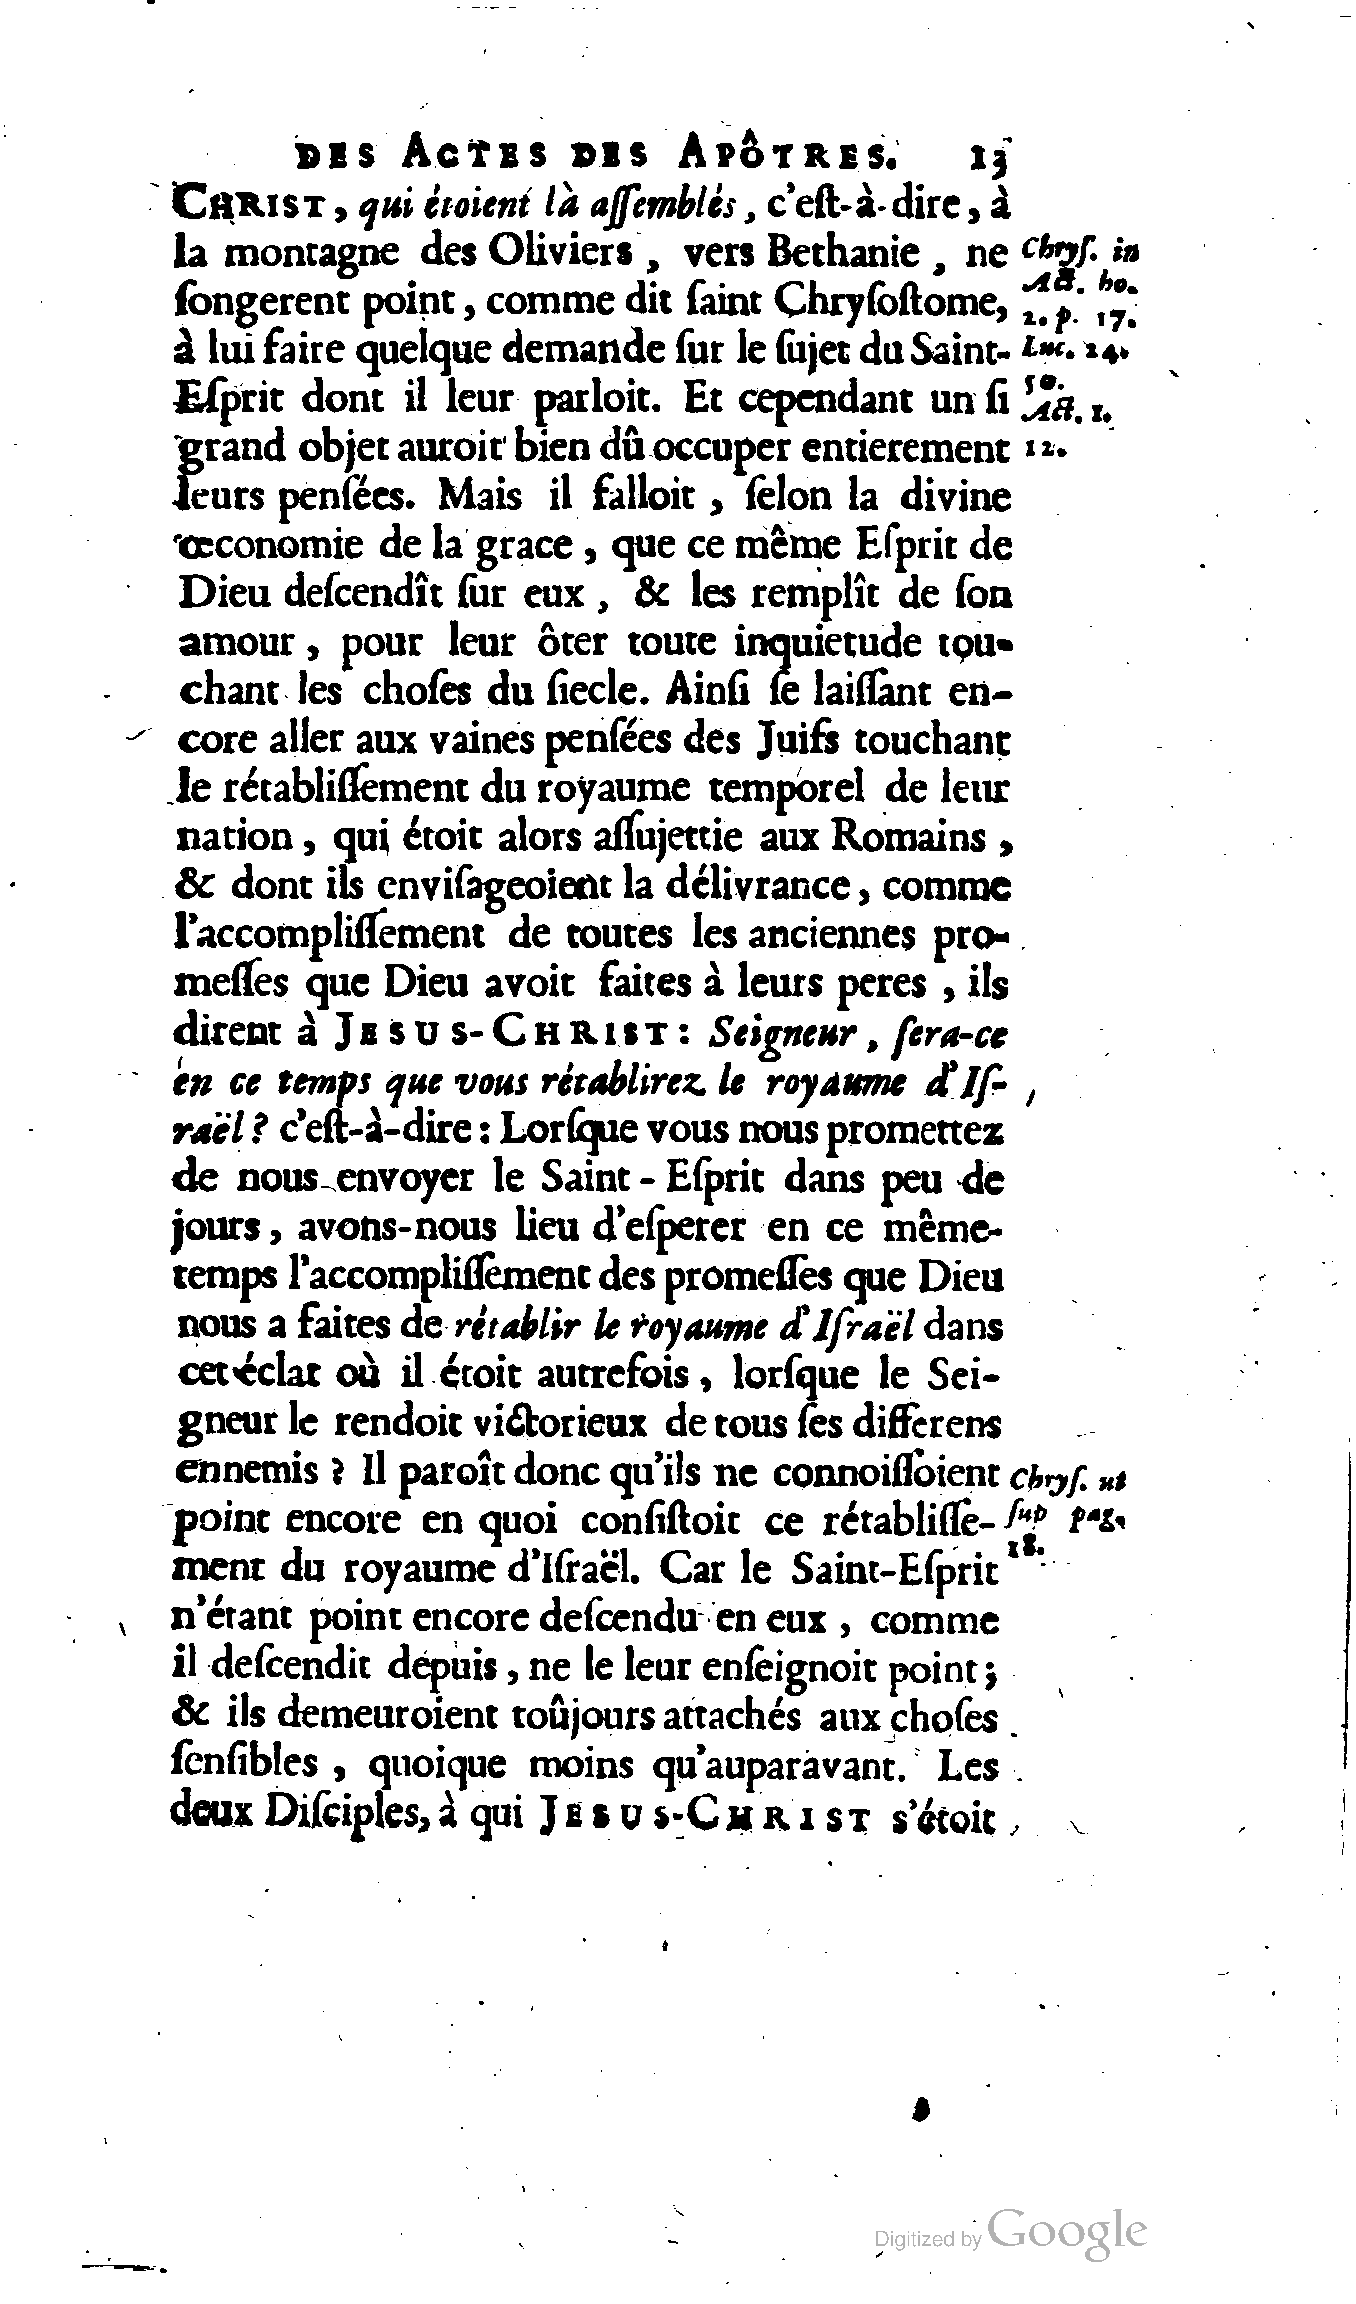 DES ACTES DES APÔTRES. 13
CHRIST, qui étoient là aſſemblés, c'eſt-à-dire, à
la montagne des Oliviers, vers Bethanie, ne
ſongerent point, comme dit ſaint Chryſoſtome,
à lui faire quelque demande ſur le ſujet du Saint-
Eſprit dont il leur parloit. Et cependant un ſi
grand objet auroit bien dû occuper entierement
leurs penſées. Mais il falloit, ſelon la divine
œconomie de la grace, que ce même Eſprit de
Dieu deſcendît ſur eux, & les remplît de ſon
amour, pour leur ôter toute inquietude tou-
chant les choſes du ſiecle. Ainſi ſe laiſſant en-
core aller aux vaines penſées des Juifs touchant
le rétabliſſement du royaume temporel de leur
nation, qui étoit alors aſſujettie aux Romains,
& dont ils enviſageoient la délivrance, comme
l'accompliſſement de toutes les anciennes pro-
meſſes que Dieu avoit faites à leurs peres, ils
dirent à JESUS-CHRIST: Seigneur, ſera-ce
en ce temps que vous rétablirez le royaume d'Iſ-
raël? c'eſt-à-dire: Lorſque vous nous promettez
de nous envoyer le Saint-Eſprit dans peu de
jours, avons-nous lieu d'eſperer en ce même-
temps l'accompliſſement des promeſſes que Dieu
nous a faites de rétablir le royaume d'Iſraël dans
cet éclat où il étoit autrefois, lorſque le Sei-
gneur le rendoit victorieux de tous ſes differens
ennemis? Il paroît donc qu'ils ne connoiſſoient
point encore en quoi conſiſtoit ce rétabliſſe-
ment du royaume d'Iſraël. Car le Saint-Eſprit
n'étant point encore deſcendu en eux, comme
il deſcendit depuis, ne le leur enſeignoit point;
& ils demeuroient toûjours attachés aux choſes
ſenſibles, quoique moins qu'auparavant. Les
deux Diſciples, à qui JESUS-CHRIST s'étoit
Chryſ. in
Act. ho.
2. p. 17.
Luc. 24.
50.
Act. 1.
12.
Chryſ. ut
ſup pag.
18.
Digitized by Google